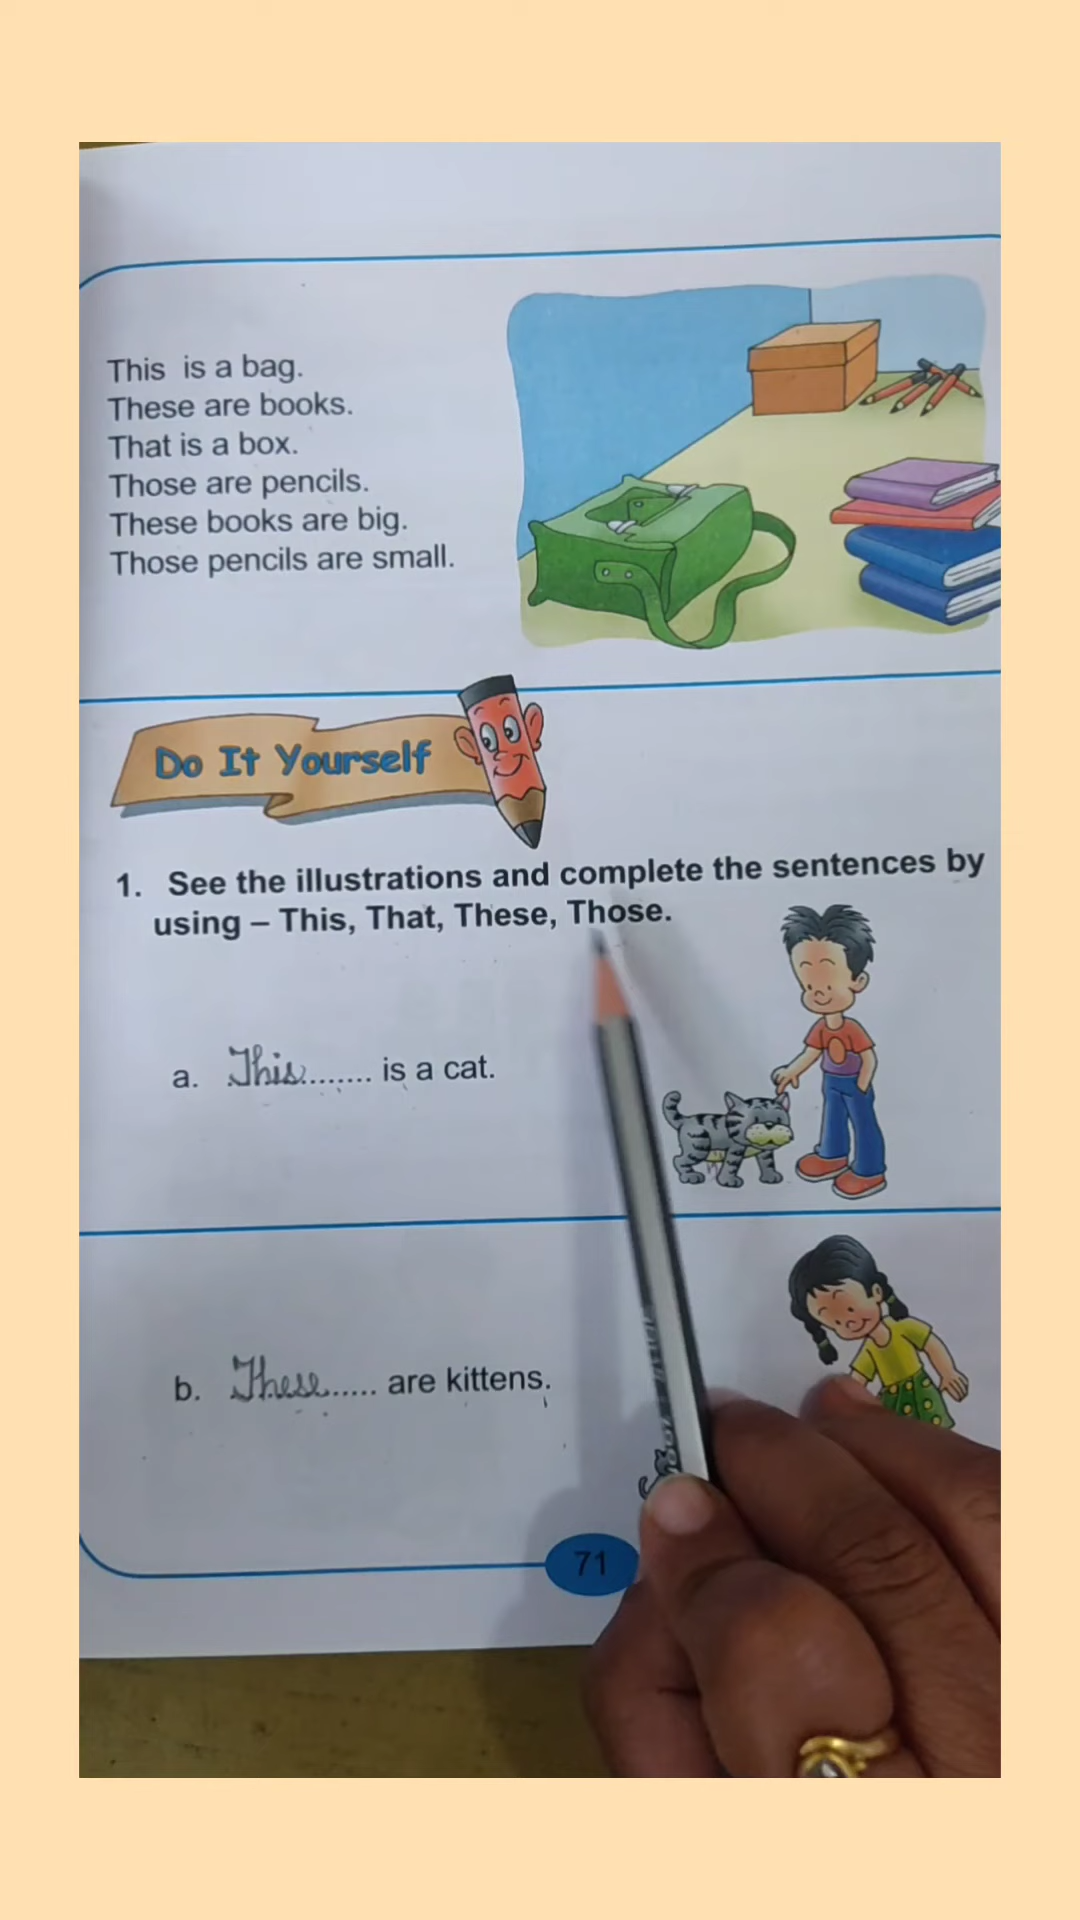 This is a bag.
These are books.
That is a box.
Those are pencils.
These books are big.
Those pencils are small.
Do It Yourself
1. See the illustrations and complete the sentences by
using – This, That, These, Those.
a. This........ is a cat.
b. These..... are kittens.
71